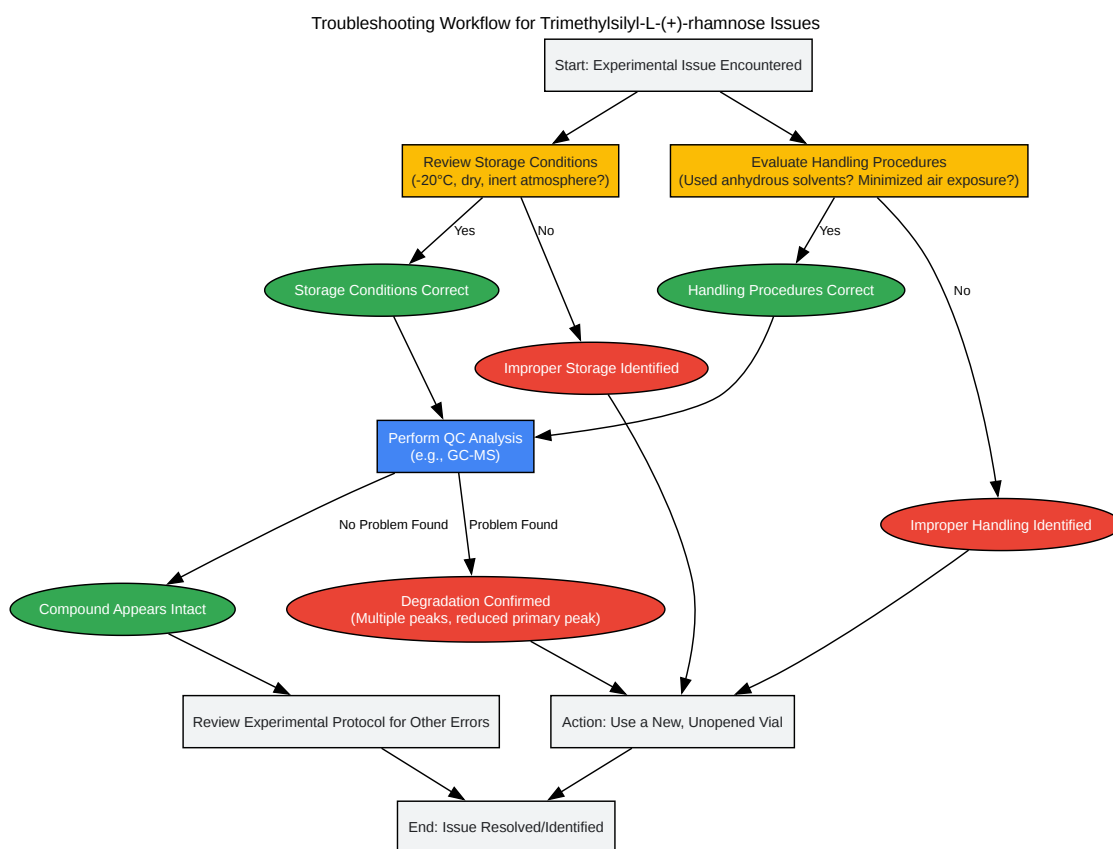 Troubleshooting Workflow for Trimethylsilyl-L-(+)-rhamnose Issues
Start: Experimental Issue Encountered
Review Storage Conditions
(-20°C, dry, inert atmosphere?)
Evaluate Handling Procedures
(Used anhydrous solvents? Minimized air exposure?)
Yes
No
Yes
Storage Conditions Correct
Handling Procedures Correct
No
Improper Storage Identified
Perform QC Analysis
(e.g., GC-MS)
No Problem Found
Problem Found
Improper Handling Identified
Compound Appears Intact
Degradation Confirmed
(Multiple peaks, reduced primary peak)
Review Experimental Protocol for Other Errors
Action: Use a New, Unopened Vial
End: Issue Resolved/Identified